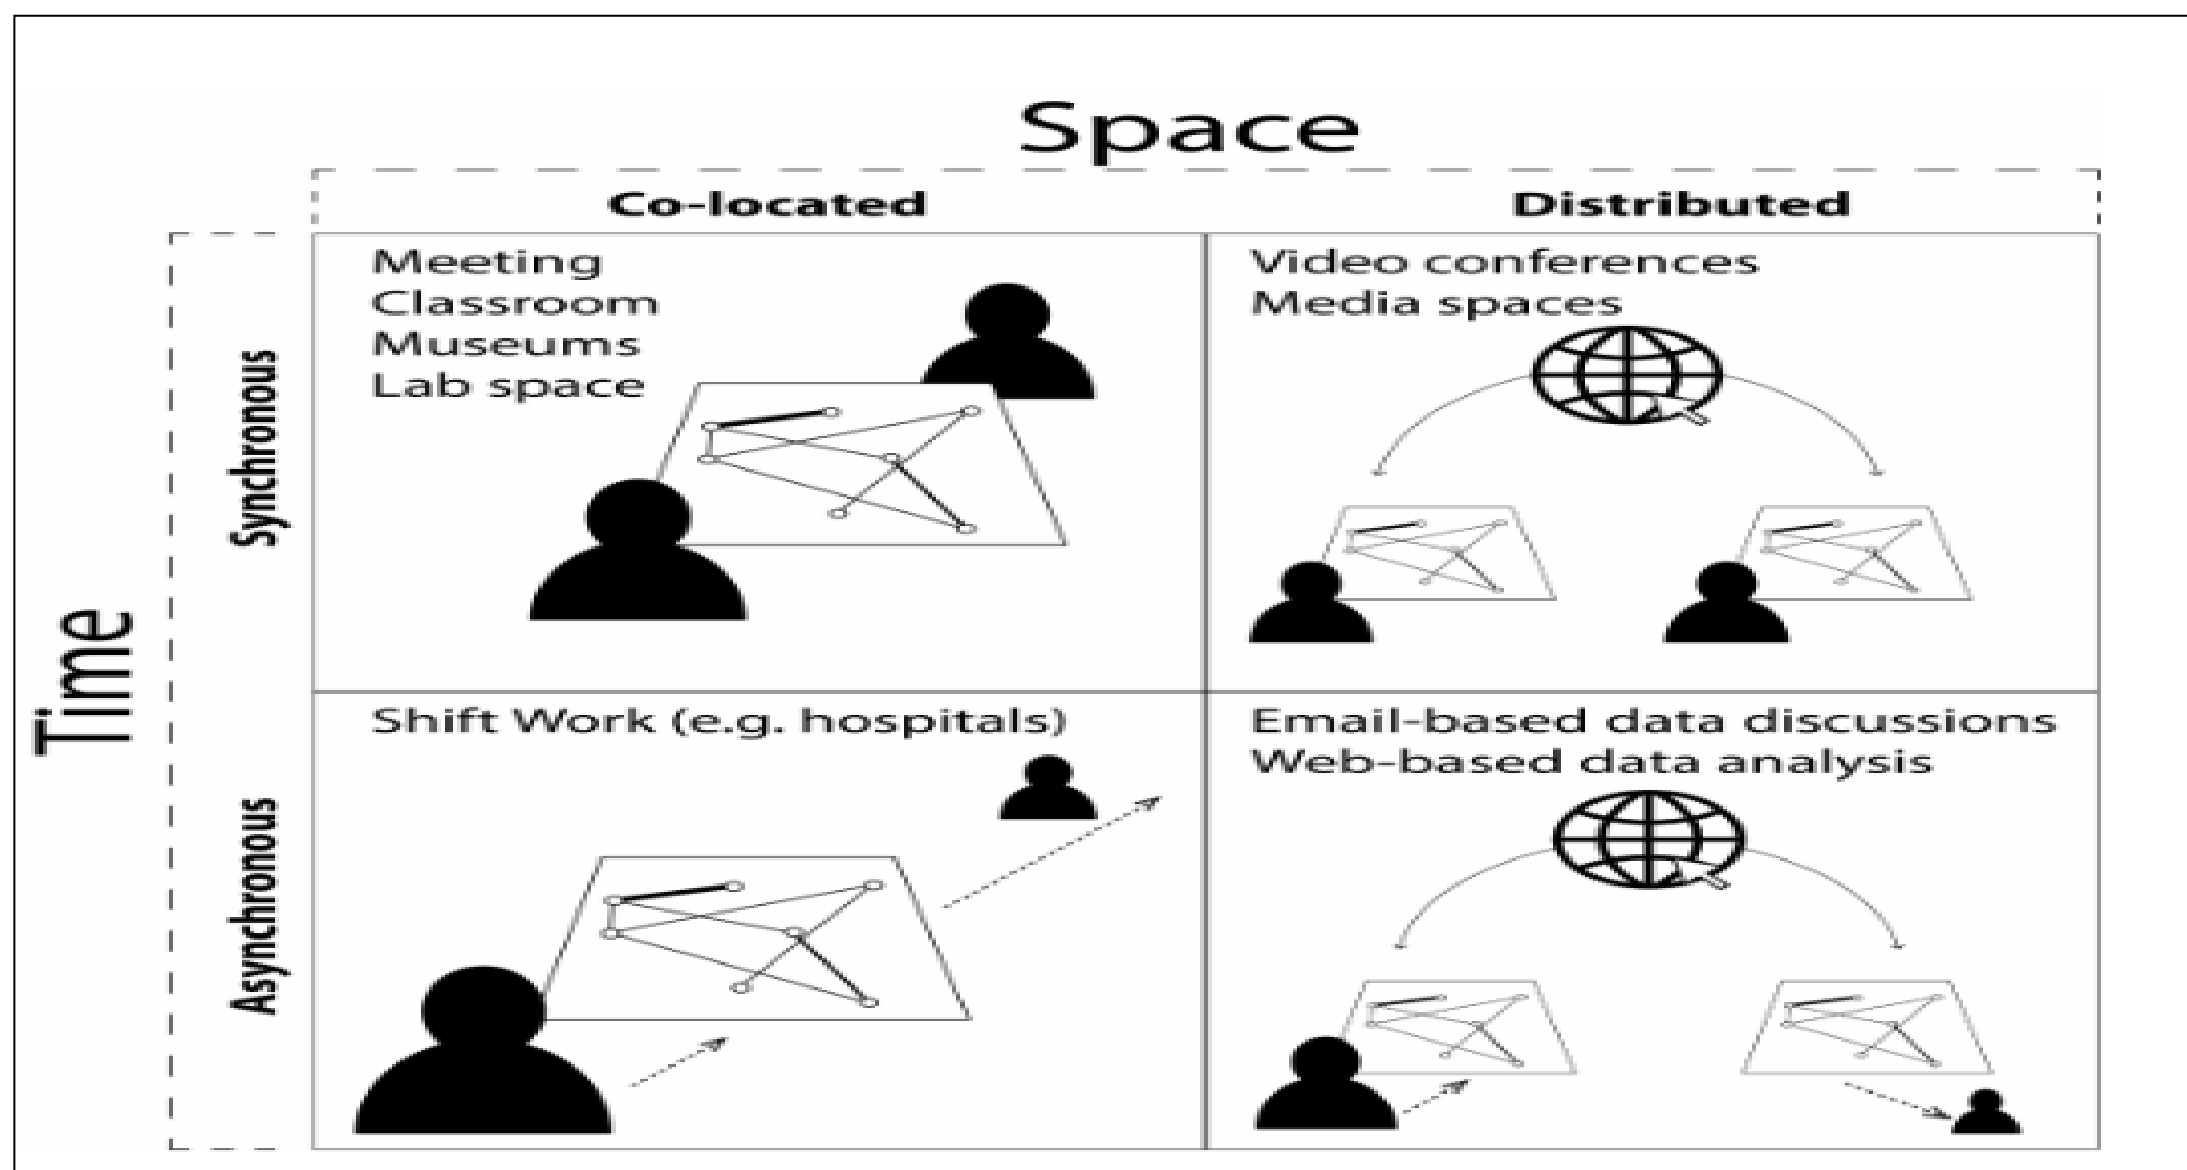 Space
Co-located
Distributed
Time
Synchronous
Meeting
Classroom
Museums
Lab space
Video conferences
Media spaces
Asynchronous
Shift Work (e.g. hospitals)
Email-based data discussions
Web-based data analysis